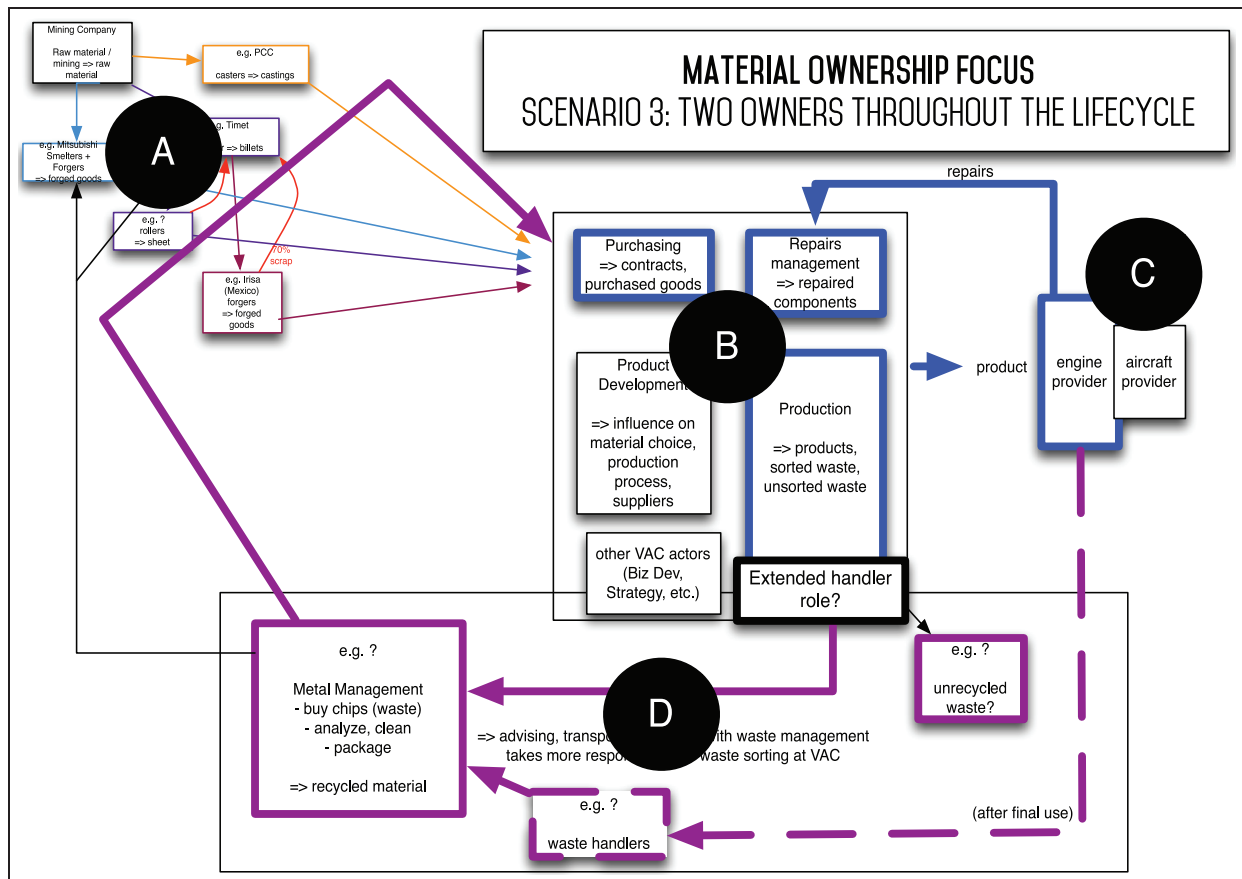 MATERIAL OWNERSHIP FOCUS
SCENARIO 3: TWO OWNERS THROUGHOUT THE LIFECYCLE
Mining Company
Raw material /
mining => raw
material
e.g. PCC
casters => castings
A
e.g. Mitsubishi
Smelters +
Forgers
=> forged goods
Timet
=> billets
e.g. ?
rollers
=> sheet
70%
scrap
e.g. Irisa
(Mexico)
forgers
=> forged
goods
repairs
Purchasing
=> contracts,
purchased goods
Repairs
management
=> repaired
components
B
C
Product
Development
=> influence on
material choice,
production
process,
suppliers
Production
=> products,
sorted waste,
unsorted waste
product
engine
provider
aircraft
provider
other VAC actors
(Biz Dev,
Strategy, etc.)
Extended handler
role?
e.g. ?
Metal Management
- buy chips (waste)
- analyze, clean
- package
=> recycled material
D
e.g. ?
unrecycled
waste?
=> advising, with waste management
takes more waste sorting at VAC
(after final use)
e.g. ?
waste handlers